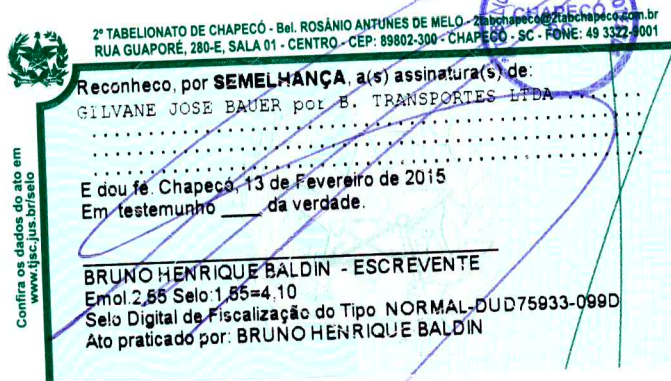 2º TABELIONATO DE CHAPECÓ - Bel. ROSÂNIO ANTUNES DE MELO - 2tabchapeco@2tabchapeco.com.br
RUA GUAPORÉ, 280-E, SALA 01 - CENTRO - CEP: 89802-300 - CHAPECÓ - SC - FONE: 49 3322-9001
CHAPECÓ
Reconheco, por SEMELHANÇA, a(s) assinatura(s) de:
GILVANE JOSE BAUER por B. TRANSPORTES LTDA
E dou fé. Chapecó, 13 de Fevereiro de 2015
Em testemunho ____ da verdade.
BRUNO HENRIQUE BALDIN - ESCREVENTE
Emol.2,55 Selo:1,55=4,10
Selo Digital de Fiscalização do Tipo NORMAL-DUD75933-099D
Ato praticado por: BRUNO HENRIQUE BALDIN
Confira os dados do ato em
www.tjsc.jus.br/selo